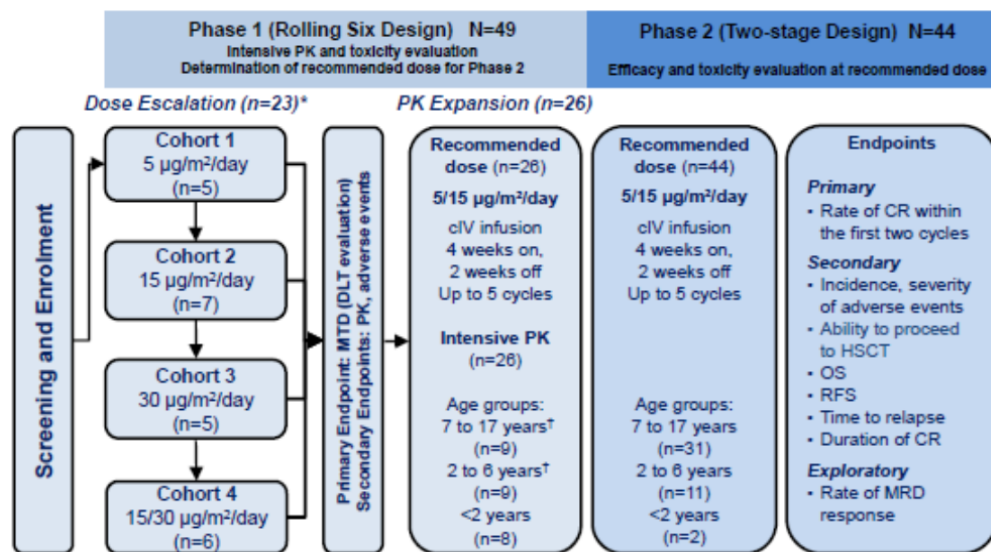 Phase 1 (Rolling Six Design) N=49
Intensive PK and toxicity evaluation
Determination of recommended dose for Phase 2
Phase 2 (Two-stage Design) N=44
Efficacy and toxicity evaluation at recommended dose
Dose Escalation (n=23)*
PK Expansion (n=26)
Screening and Enrolment
Cohort 1
5 µg/m²/day
(n=5)
Cohort 2
15 µg/m²/day
(n=7)
Cohort 3
30 µg/m²/day
(n=5)
Cohort 4
15/30 µg/m²/day
(n=6)
Primary Endpoint: MTD (DLT evaluation)
Secondary Endpoints: PK, adverse events
Recommended
dose (n=26)
5/15 µg/m²/day
cIV infusion
4 weeks on,
2 weeks off
Up to 5 cycles
Intensive PK
(n=26)
Age groups:
7 to 17 years†
(n=9)
2 to 6 years†
(n=9)
<2 years
(n=8)
Recommended
dose (n=44)
5/15 µg/m²/day
cIV infusion
4 weeks on,
2 weeks off
Up to 5 cycles
Age groups:
7 to 17 years
(n=31)
2 to 6 years
(n=11)
<2 years
(n=2)
Endpoints
Primary
• Rate of CR within
the first two cycles
Secondary
• Incidence, severity
of adverse events
• Ability to proceed
to HSCT
• OS
• RFS
• Time to relapse
• Duration of CR
Exploratory
• Rate of MRD
response